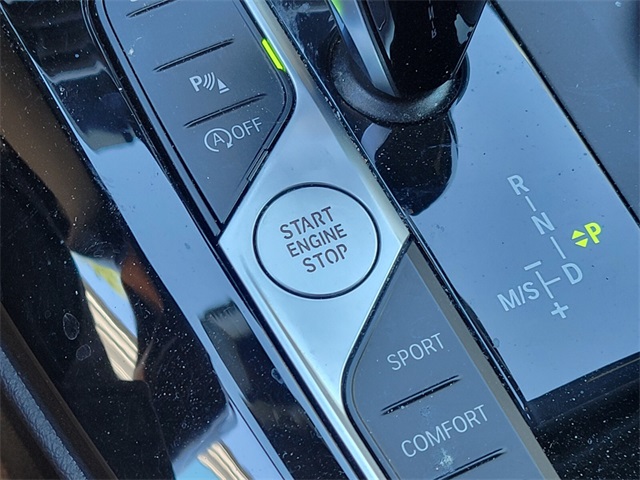 P
A OFF
START
ENGINE
STOP
SPORT
COMFORT
R
N
D
P
M/S
- +